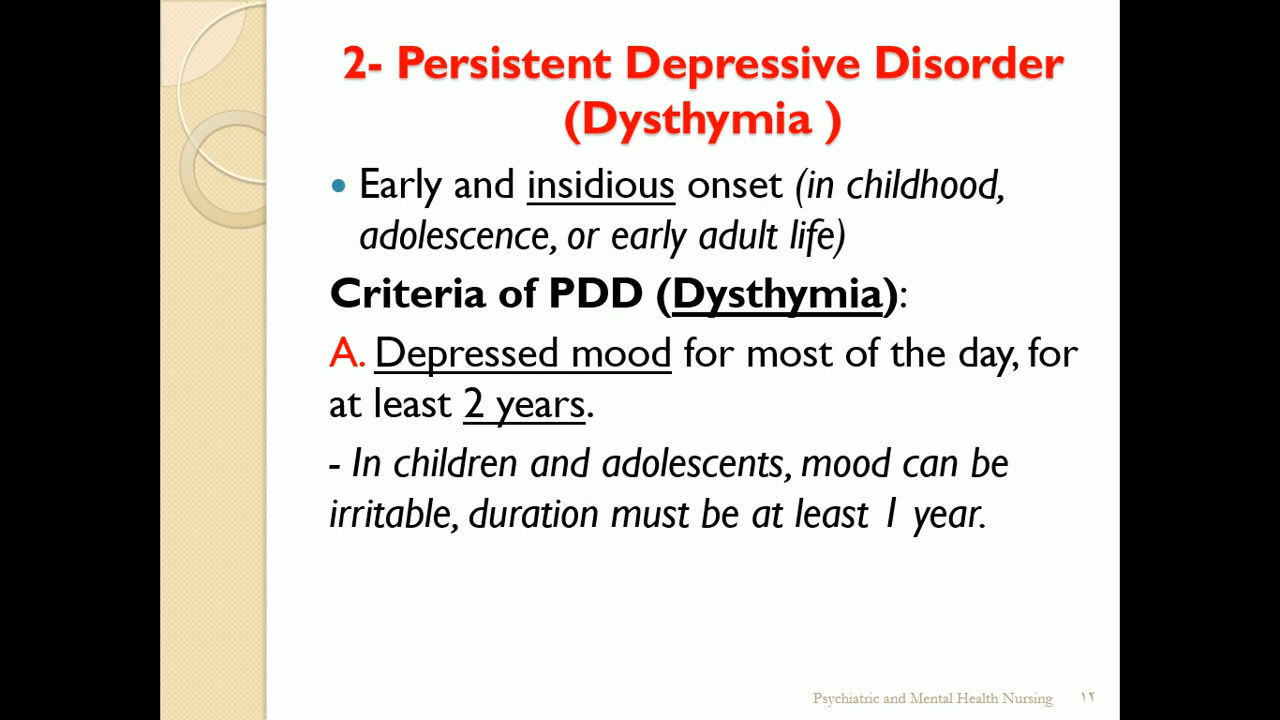 2- Persistent Depressive Disorder
(Dysthymia )
• Early and insidious onset (in childhood,
adolescence, or early adult life)
Criteria of PDD (Dysthymia):
A. Depressed mood for most of the day, for
at least 2 years.
- In children and adolescents, mood can be
irritable, duration must be at least 1 year.
Psychiatric and Mental Health Nursing ١٢